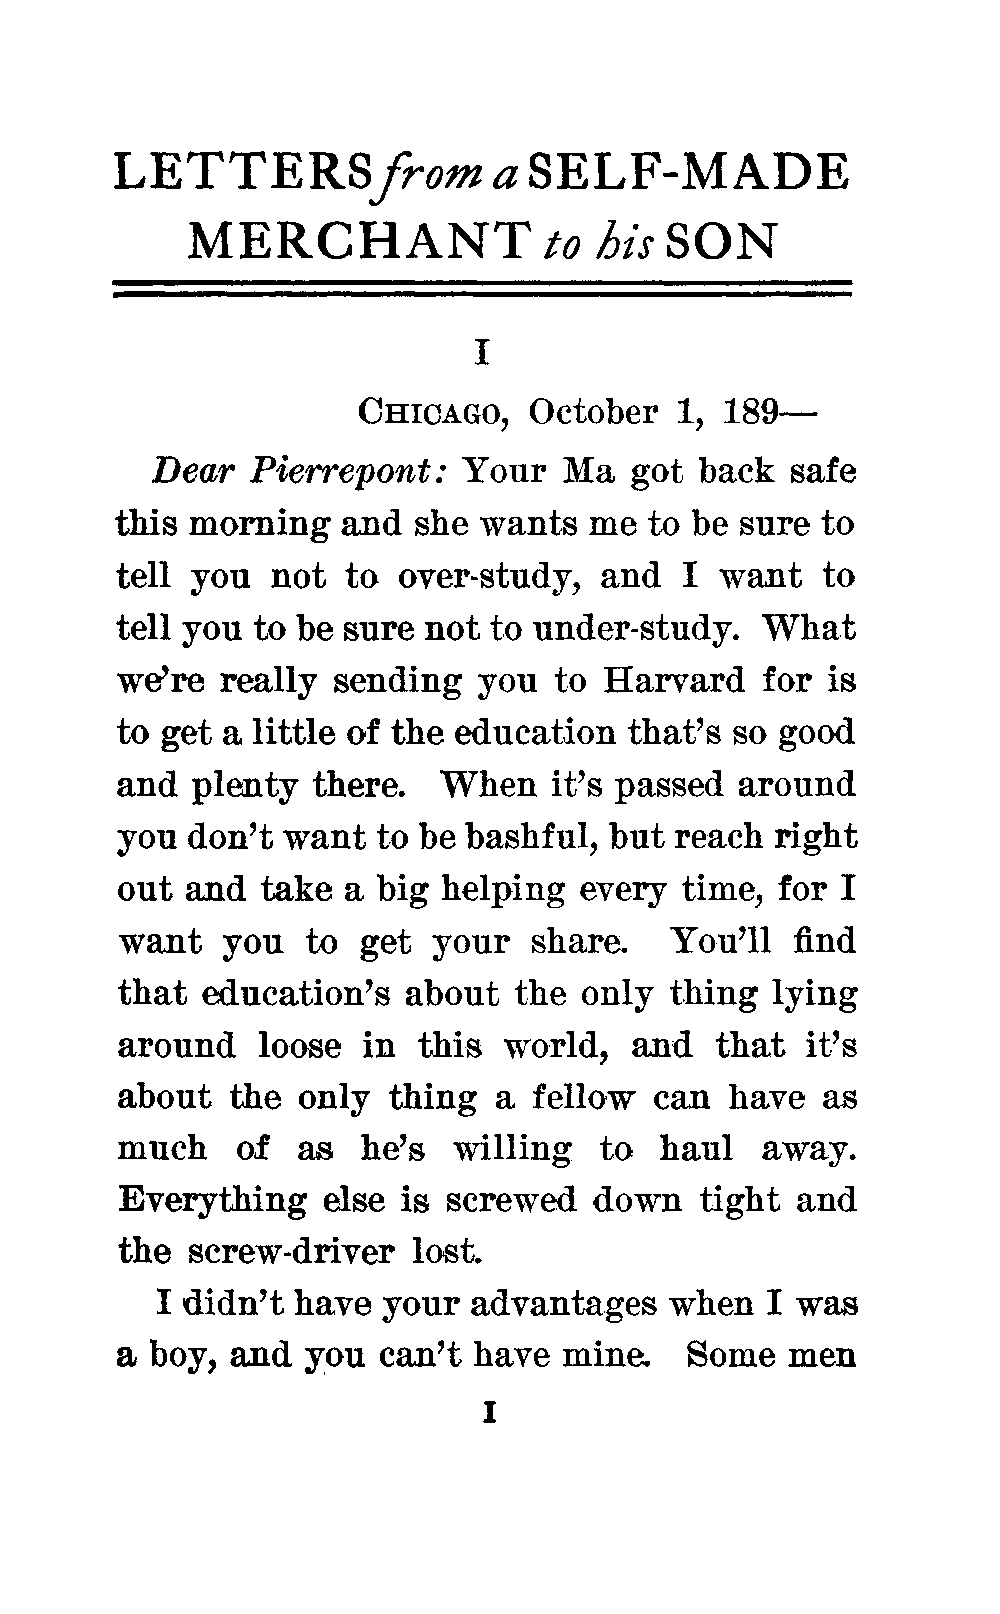 LETTERS from a SELF-MADE
MERCHANT to his SON
I
CHICAGO, October 1, 189—
Dear Pierrepont: Your Ma got back safe
this morning and she wants me to be sure to
tell you not to over-study, and I want to
tell you to be sure not to under-study. What
we're really sending you to Harvard for is
to get a little of the education that's so good
and plenty there. When it's passed around
you don't want to be bashful, but reach right
out and take a big helping every time, for I
want you to get your share. You'll find
that education's about the only thing lying
around loose in this world, and that it's
about the only thing a fellow can have as
much of as he's willing to haul away.
Everything else is screwed down tight and
the screw-driver lost.
I didn't have your advantages when I was
a boy, and you can't have mine. Some men
I